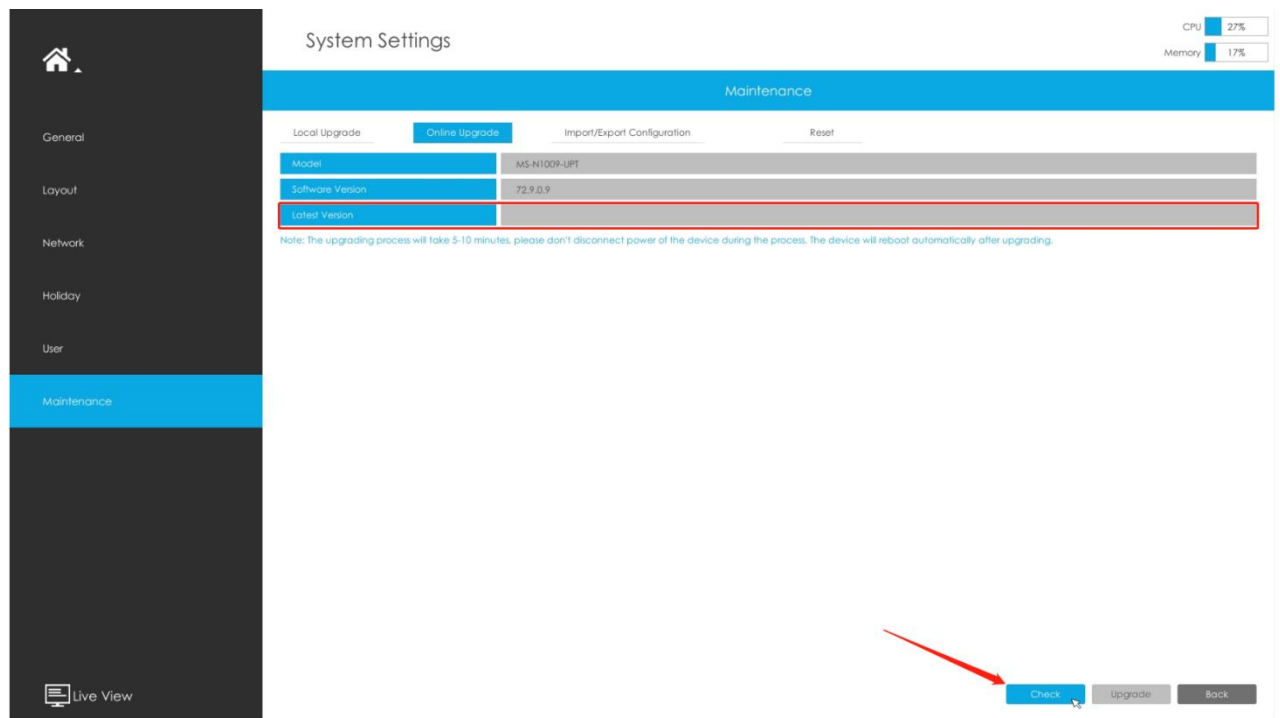 System Settings
CPU 27%
Memory 17%
Maintenance
General
Layout
Network
Holiday
User
Maintenance
Live View
Local Upgrade Online Upgrade Import/Export Configuration Reset
Model MS-N1009-UPT
Software Version 72.9.0.9
Latest Version
Note: The upgrading process will take 5-10 minutes, please don't disconnect power of the device during the process. The device will reboot automatically after upgrading.
Check Upgrade Back